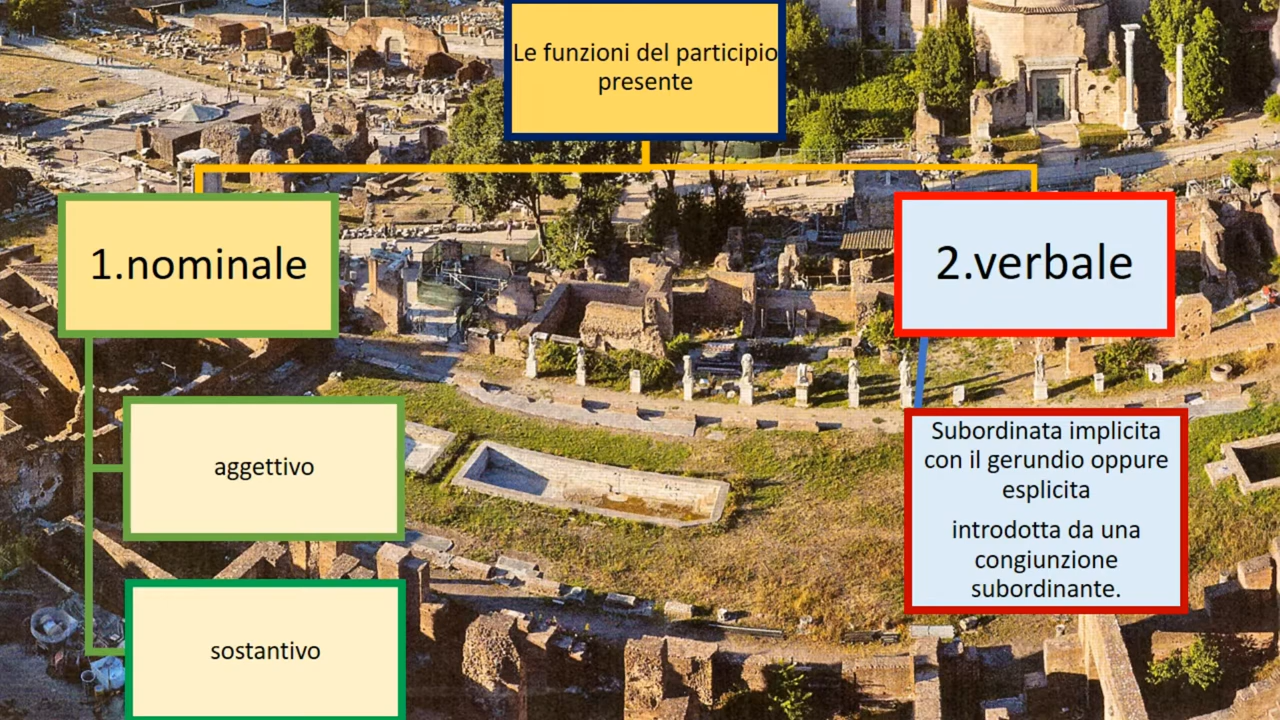 Le funzioni del participio
presente
1.nominale
2.verbale
aggettivo
sostantivo
Subordinata implicita
con il gerundio oppure
esplicita
introdotta da una
congiunzione
subordinante.